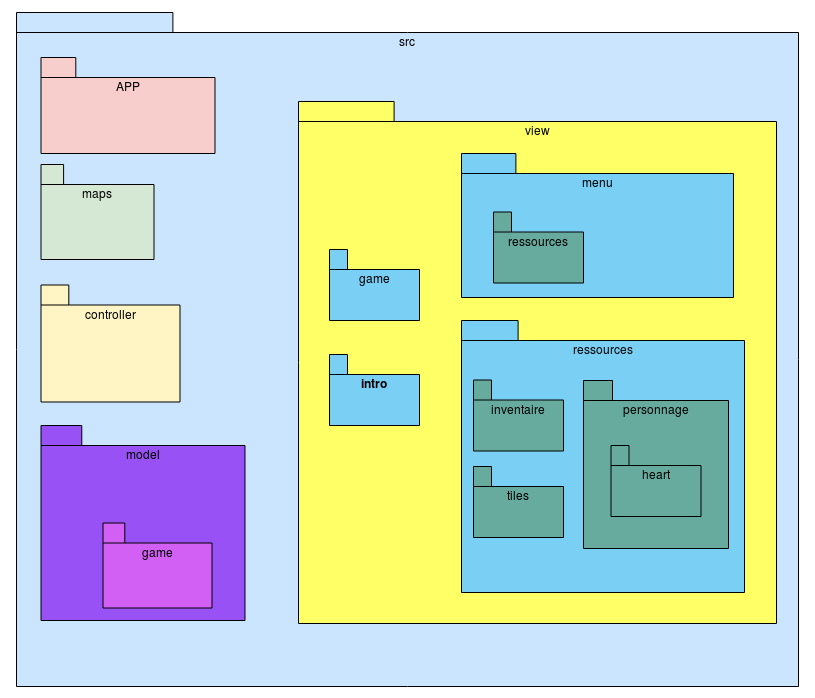 src
APP
maps
controller
model
game
view
game
intro
menu
ressources
ressources
inventaire
tiles
personnage
heart